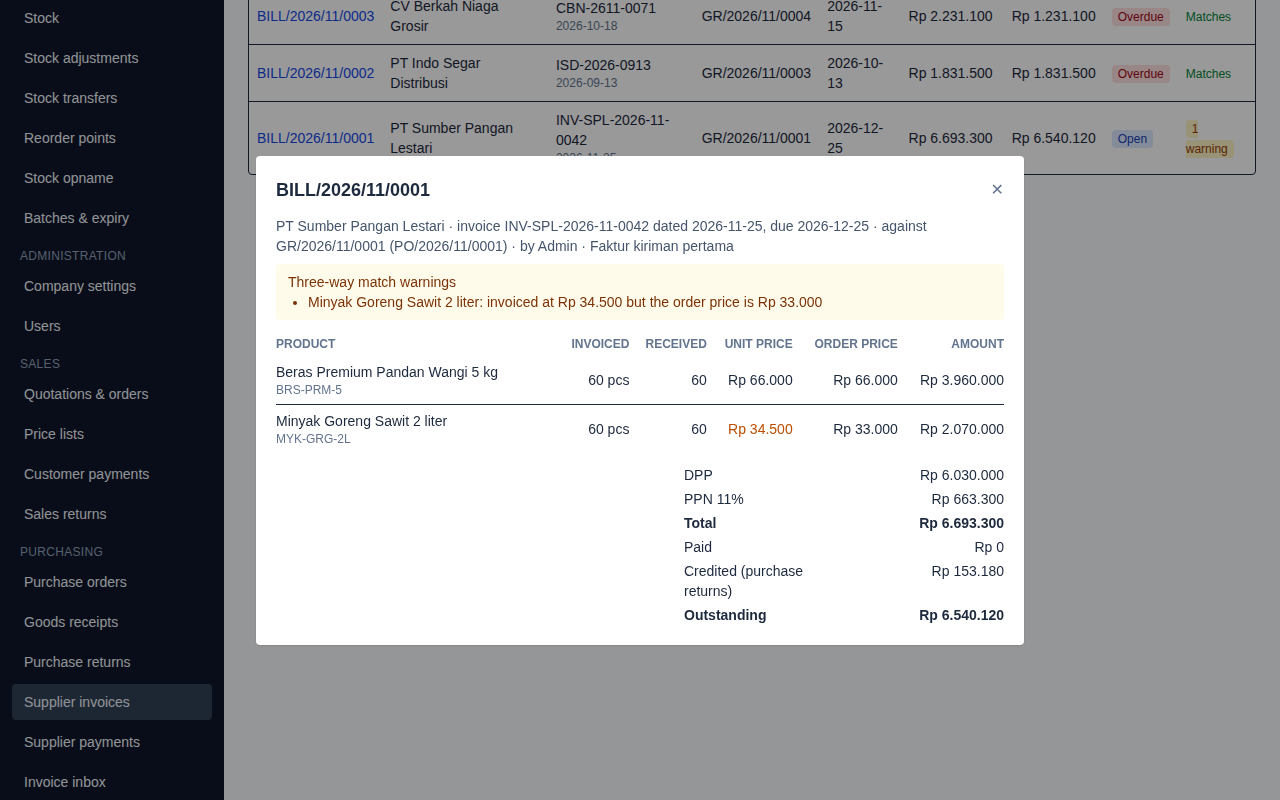 Stock
Stock adjustments
Stock transfers
Reorder points
Stock opname
Batches & expiry
ADMINISTRATION
Company settings
Users
SALES
Quotations & orders
Price lists
Customer payments
Sales returns
PURCHASING
Purchase orders
Goods receipts
Purchase returns
Supplier invoices
Supplier payments
Invoice inbox
BILL/2026/11/0003 CV Berkah Niaga Grosir CBN-2611-0071 2026-10-18 GR/2026/11/0004 2026-11-15 Rp 2.231.100 Rp 1.231.100 Overdue Matches
BILL/2026/11/0002 PT Indo Segar Distribusi ISD-2026-0913 2026-09-13 GR/2026/11/0003 2026-10-13 Rp 1.831.500 Rp 1.831.500 Overdue Matches
BILL/2026/11/0001 PT Sumber Pangan Lestari INV-SPL-2026-11-0042 GR/2026/11/0001 2026-12-25 Rp 6.693.300 Rp 6.540.120 Open 1 warning
BILL/2026/11/0001 ×
PT Sumber Pangan Lestari · invoice INV-SPL-2026-11-0042 dated 2026-11-25, due 2026-12-25 · against
GR/2026/11/0001 (PO/2026/11/0001) · by Admin · Faktur kiriman pertama
Three-way match warnings
• Minyak Goreng Sawit 2 liter: invoiced at Rp 34.500 but the order price is Rp 33.000
PRODUCT INVOICED RECEIVED UNIT PRICE ORDER PRICE AMOUNT
Beras Premium Pandan Wangi 5 kg
BRS-PRM-5
60 pcs 60 Rp 66.000 Rp 66.000 Rp 3.960.000
Minyak Goreng Sawit 2 liter
MYK-GRG-2L
60 pcs 60 Rp 34.500 Rp 33.000 Rp 2.070.000
DPP Rp 6.030.000
PPN 11% Rp 663.300
Total Rp 6.693.300
Paid Rp 0
Credited (purchase returns) Rp 153.180
Outstanding Rp 6.540.120